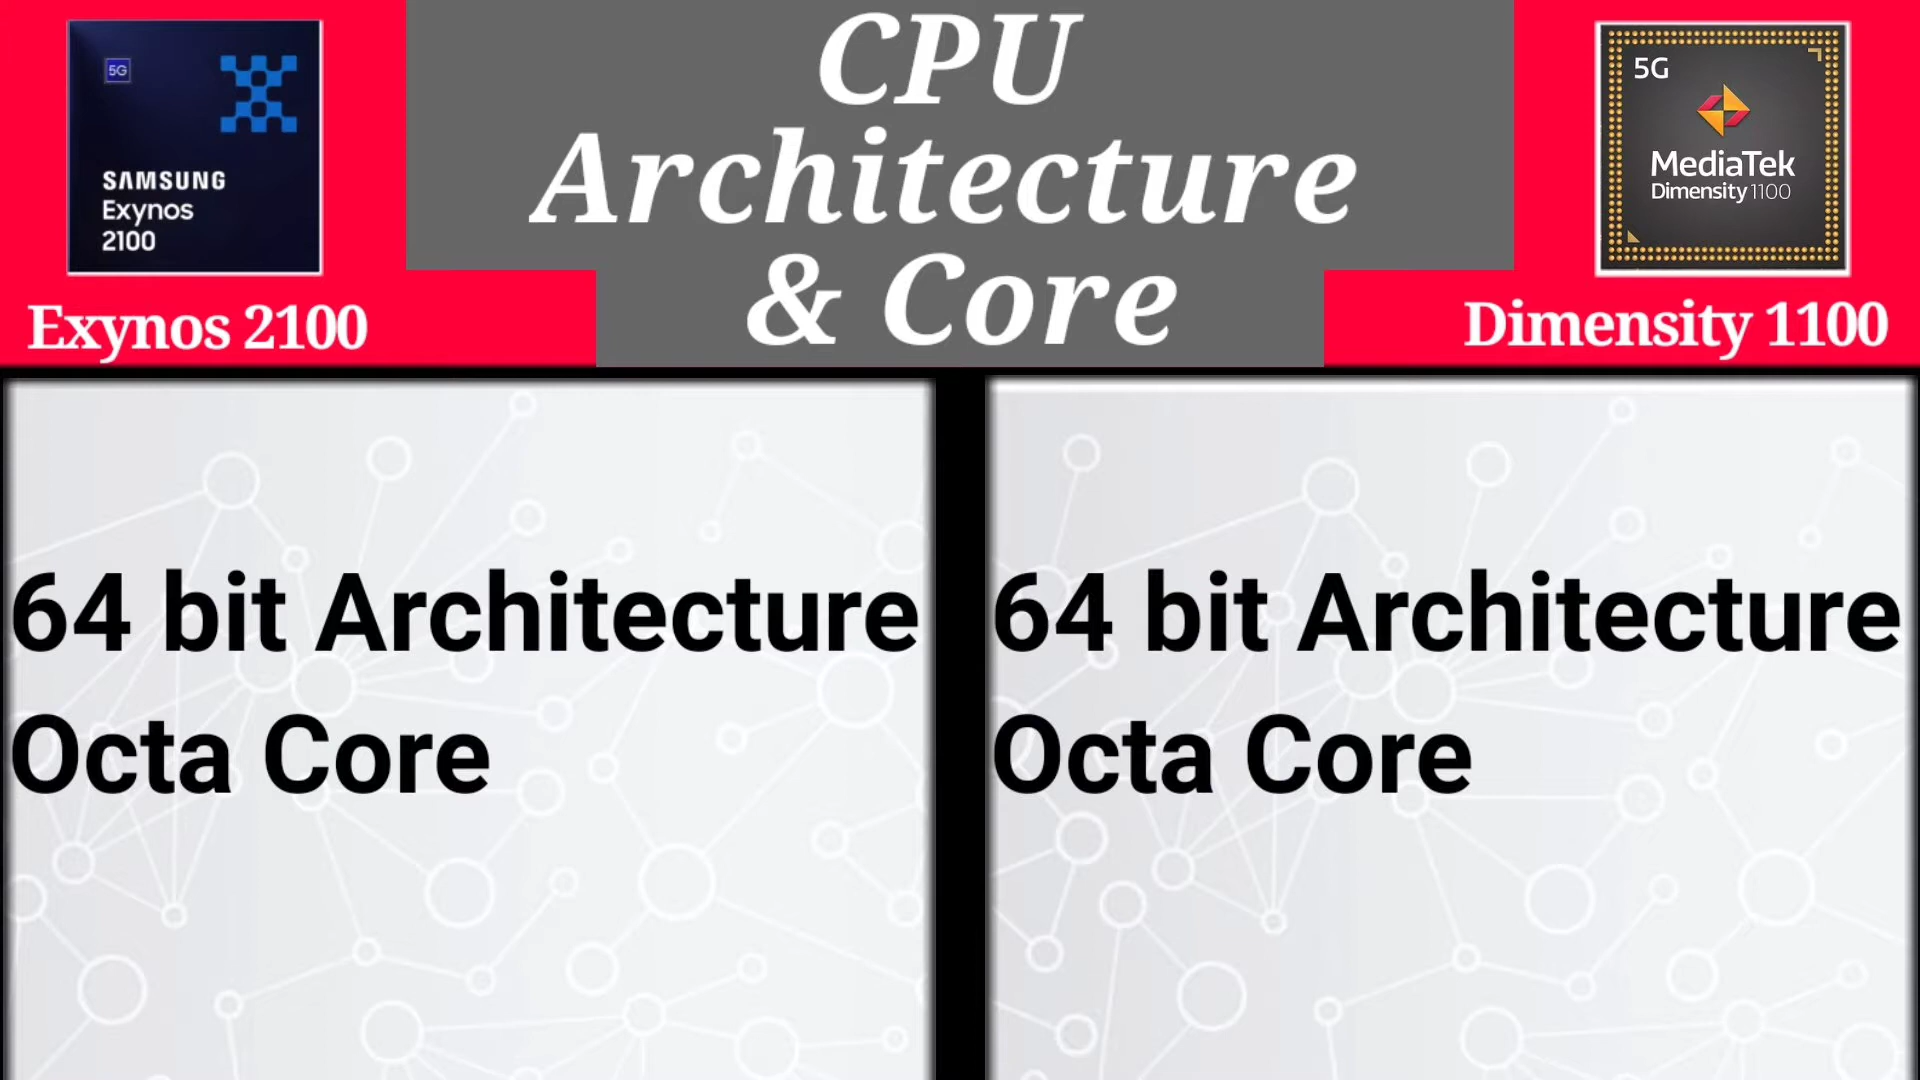 5G
SAMSUNG
Exynos
2100
Exynos 2100
CPU
Architecture
& Core
5G
MediaTek
Dimensity 1100
Dimensity 1100
64 bit Architecture
Octa Core
64 bit Architecture
Octa Core